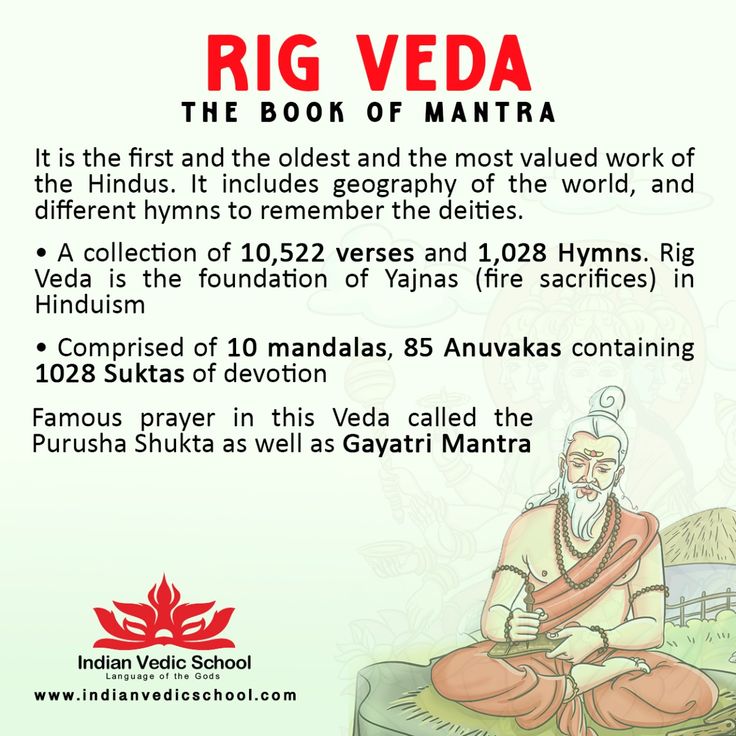 RIG VEDA
THE BOOK OF MANTRA
It is the first and the oldest and the most valued work of
the Hindus. It includes geography of the world, and
different hymns to remember the deities.
• A collection of 10,522 verses and 1,028 Hymns. Rig
Veda is the foundation of Yajnas (fire sacrifices) in
Hinduism
• Comprised of 10 mandalas, 85 Anuvakas containing
1028 Suktas of devotion
Famous prayer in this Veda called the
Purusha Shukta as well as Gayatri Mantra
Indian Vedic School
Language of the Gods
www.indianvedicschool.com